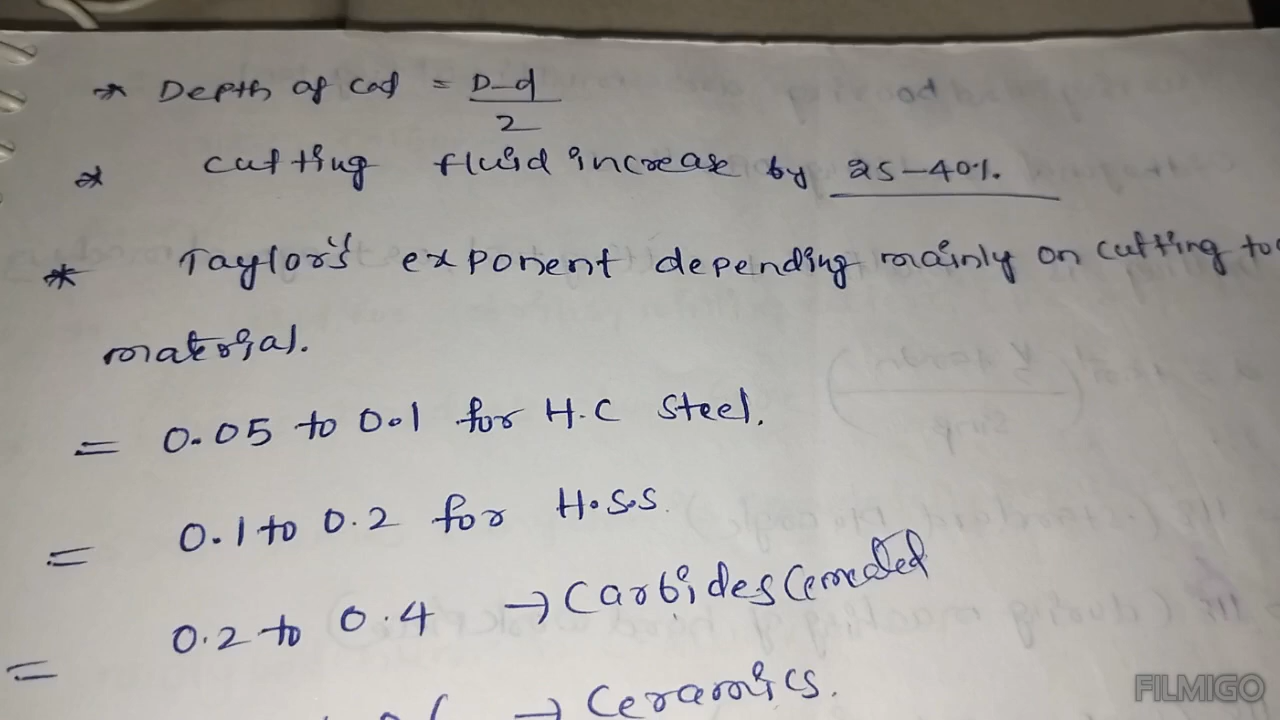 * Depth of Cut = D-d
2
* Cutting fluid increase by 25-40%.
* Taylor's exponent depending mainly on cutting
material.
= 0.05 to 0.1 for H.C Steel.
= 0.1 to 0.2 for H.S.S.
= 0.2 to 0.4 → Carbides Cemented
→ Ceramics.
FILMIGO